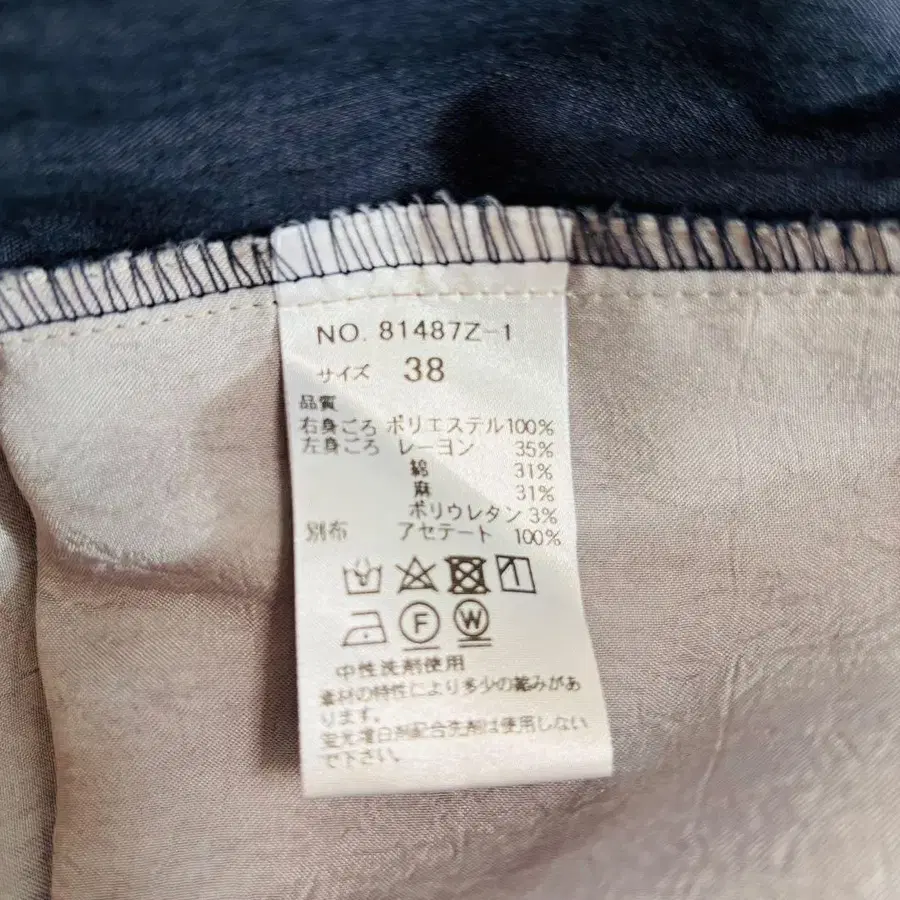 NO. 81487Z-1
サイズ 38
品質
右身ごろ ポリエステル100%
左身ごろ レーヨン 35%
綿 31%
麻 31%
ポリウレタン 3%
別布 アセテート 100%
F W
中性洗剤使用
素材の特性により多少の縮みがあ
ります。
蛍光増白剤配合洗剤は使用しない
で下さい。